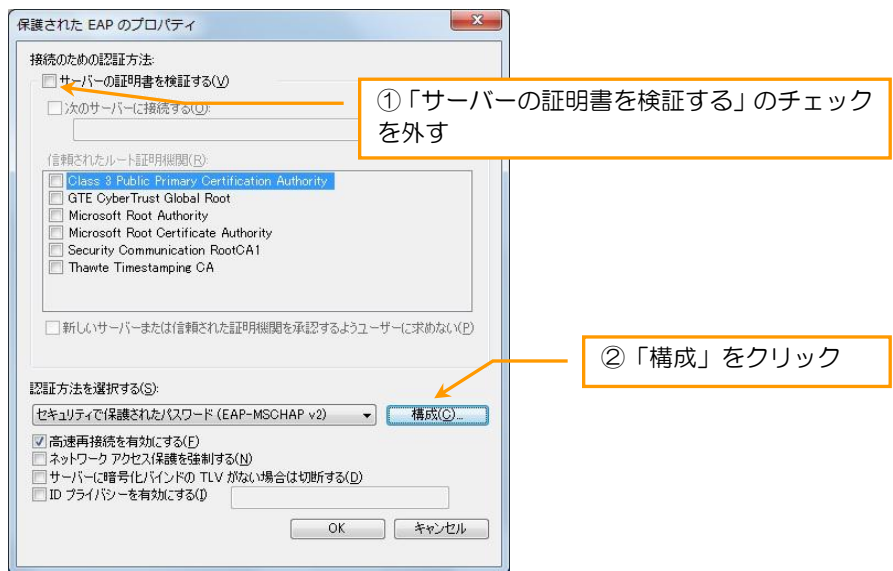 保護された EAP のプロパティ
接続のための認証方法:
サーバーの証明書を検証する(V)
①「サーバーの証明書を検証する」のチェック
を外す
次のサーバーに接続する(O):
信頼されたルート証明機関(R):
Class 3 Public Primary Certification Authority
GTE CyberTrust Global Root
Microsoft Root Authority
Microsoft Root Certificate Authority
Security Communication RootCA1
Thawte Timestamping CA
新しいサーバーまたは信頼された証明機関を承認するようユーザーに求めない(P)
②「構成」をクリック
認証方法を選択する(S):
セキュリティで保護されたパスワード (EAP-MSCHAP v2)
構成(C)...
高速再接続を有効にする(F)
ネットワーク アクセス保護を強制する(N)
サーバーに暗号化バインドの TLV がない場合は切断する(D)
ID プライバシーを有効にする(I)
OK
キャンセル